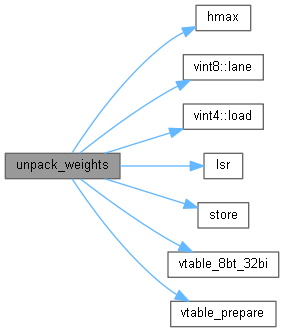 hmax
vint8::lane
vint4::load
unpack_weights
lsr
store
vtable_8bt_32bi
vtable_prepare